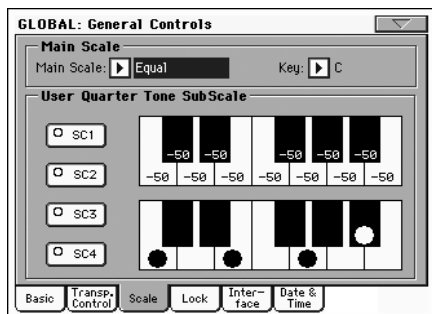 GLOBAL: General Controls
Main Scale
Main Scale: Equal Key: C
User Quarter Tone SubScale
SC1
SC2
SC3
SC4
-50 -50 -50 -50 -50
-50 -50 -50 -50 -50 -50 -50
Basic Transp. Control Scale Lock Inter-face Date & Time